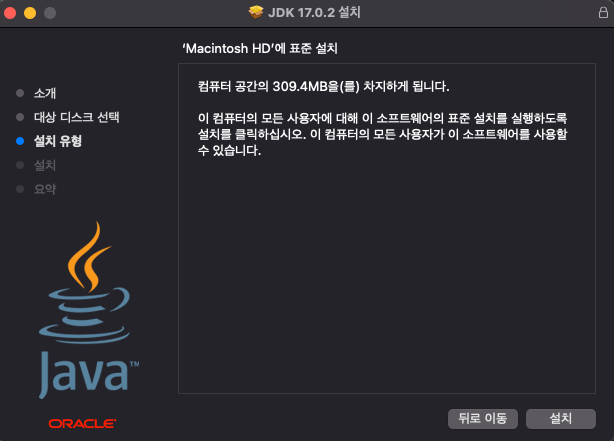 JDK 17.0.2 설치
'Macintosh HD'에 표준 설치
소개
대상 디스크 선택
설치 유형
설치
요약
컴퓨터 공간의 309.4MB을(를) 차지하게 됩니다.
이 컴퓨터의 모든 사용자에 대해 이 소프트웨어의 표준 설치를 실행하도록
설치를 클릭하십시오. 이 컴퓨터의 모든 사용자가 이 소프트웨어를 사용할
수 있습니다.
Java™
ORACLE
뒤로 이동
설치